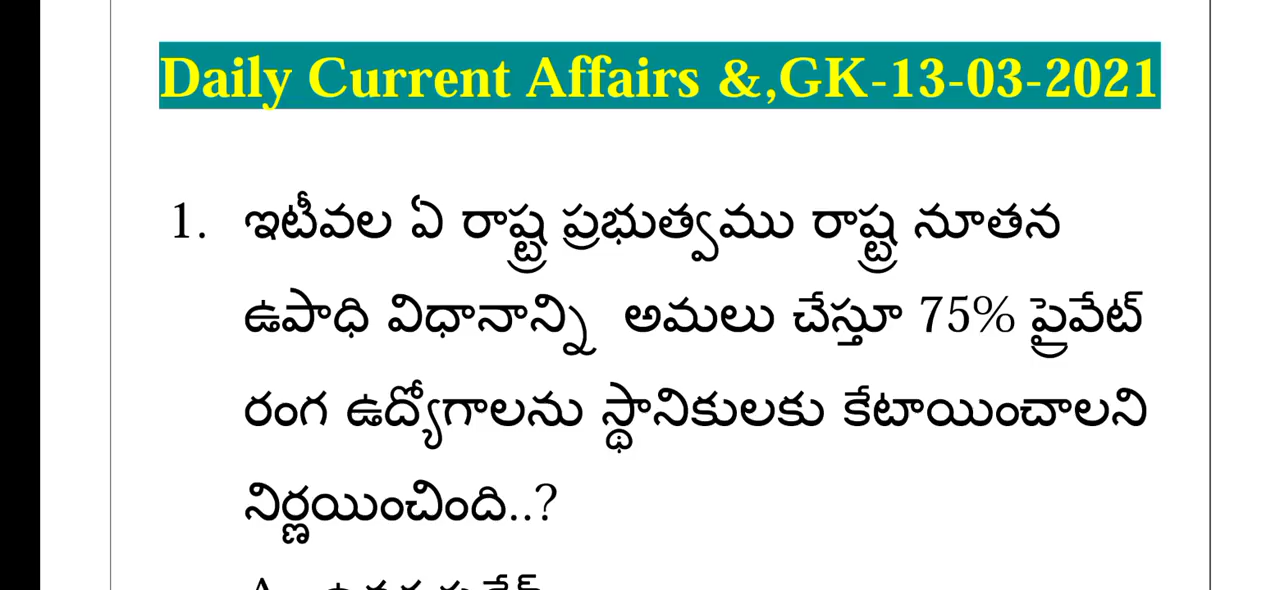 Daily Current Affairs &,GK-13-03-2021
1. ఇటీవల ఏ రాష్ట్ర ప్రభుత్వము రాష్ట్ర నూతన
ఉపాధి విధానాన్ని అమలు చేస్తూ 75% ప్రైవేట్
రంగ ఉద్యోగాలను స్థానికులకు కేటాయించాలని
నిర్ణయించింది..?